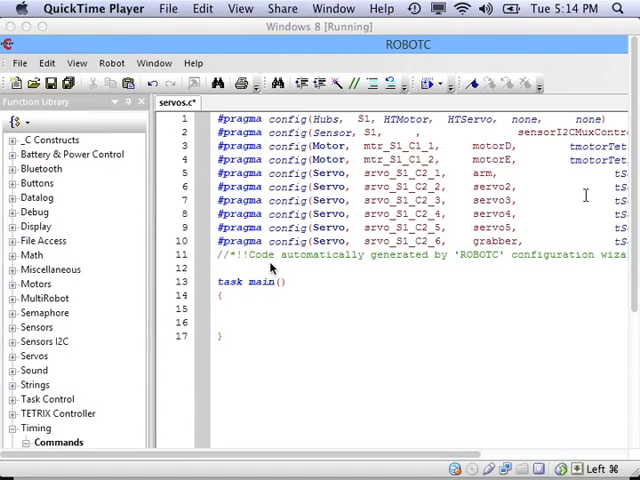 QuickTime Player File Edit View Share Window Help Tue 5:14 PM
Windows 8 [Running]
ROBOTC
File Edit View Robot Window Help
Function Library
servos.c*
_C Constructs
Battery & Power Control
Bluetooth
Buttons
Datalog
Debug
Display
File Access
Math
Miscellaneous
Motors
MultiRobot
Semaphore
Sensors
Sensors I2C
Servos
Sound
Strings
Task Control
TETRIX Controller
Timing
Commands
1 #pragma config(Hubs, S1, HTMotor, HTServo, none, none)
2 #pragma config(Sensor, S1, , sensorI2CMuxContro
3 #pragma config(Motor, mtr_S1_C1_1, motorD, tmotorTet
4 #pragma config(Motor, mtr_S1_C1_2, motorE, tmotorTet
5 #pragma config(Servo, srvo_S1_C2_1, arm, tS
6 #pragma config(Servo, srvo_S1_C2_2, servo2, tS
7 #pragma config(Servo, srvo_S1_C2_3, servo3, tS
8 #pragma config(Servo, srvo_S1_C2_4, servo4, tS
9 #pragma config(Servo, srvo_S1_C2_5, servo5, tS
10 #pragma config(Servo, srvo_S1_C2_6, grabber, tS
11 //*!!Code automatically generated by 'ROBOTC' configuration wiza
12
13 task main()
14 {
15
16
17 }
Left ⌘